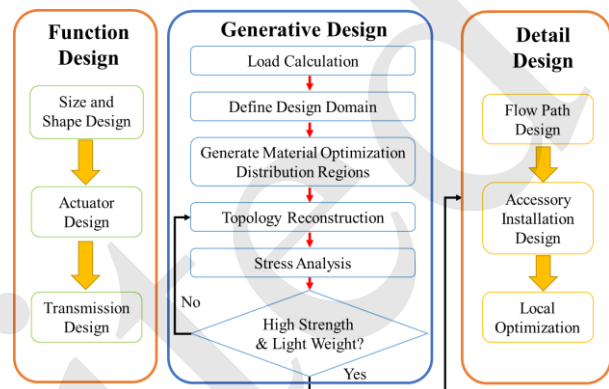 Function
Design
Size and
Shape Design
Actuator
Design
Transmission
Design
Generative Design
Load Calculation
Define Design Domain
Generate Material Optimization
Distribution Regions
Topology Reconstruction
Stress Analysis
High Strength
& Light Weight?
No
Yes
Detail
Design
Flow Path
Design
Accessory
Installation
Design
Local
Optimization